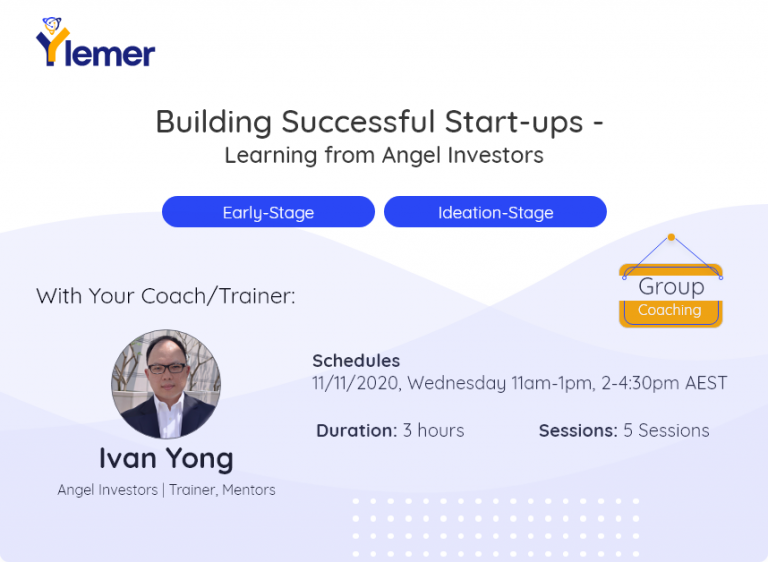 Ylemer
Building Successful Start-ups -
Learning from Angel Investors
Early-Stage
Ideation-Stage
Group
Coaching
With Your Coach/Trainer:
Schedules
11/11/2020, Wednesday 11am-1pm, 2-4:30pm AEST
Duration: 3 hours
Sessions: 5 Sessions
Ivan Yong
Angel Investors | Trainer, Mentors